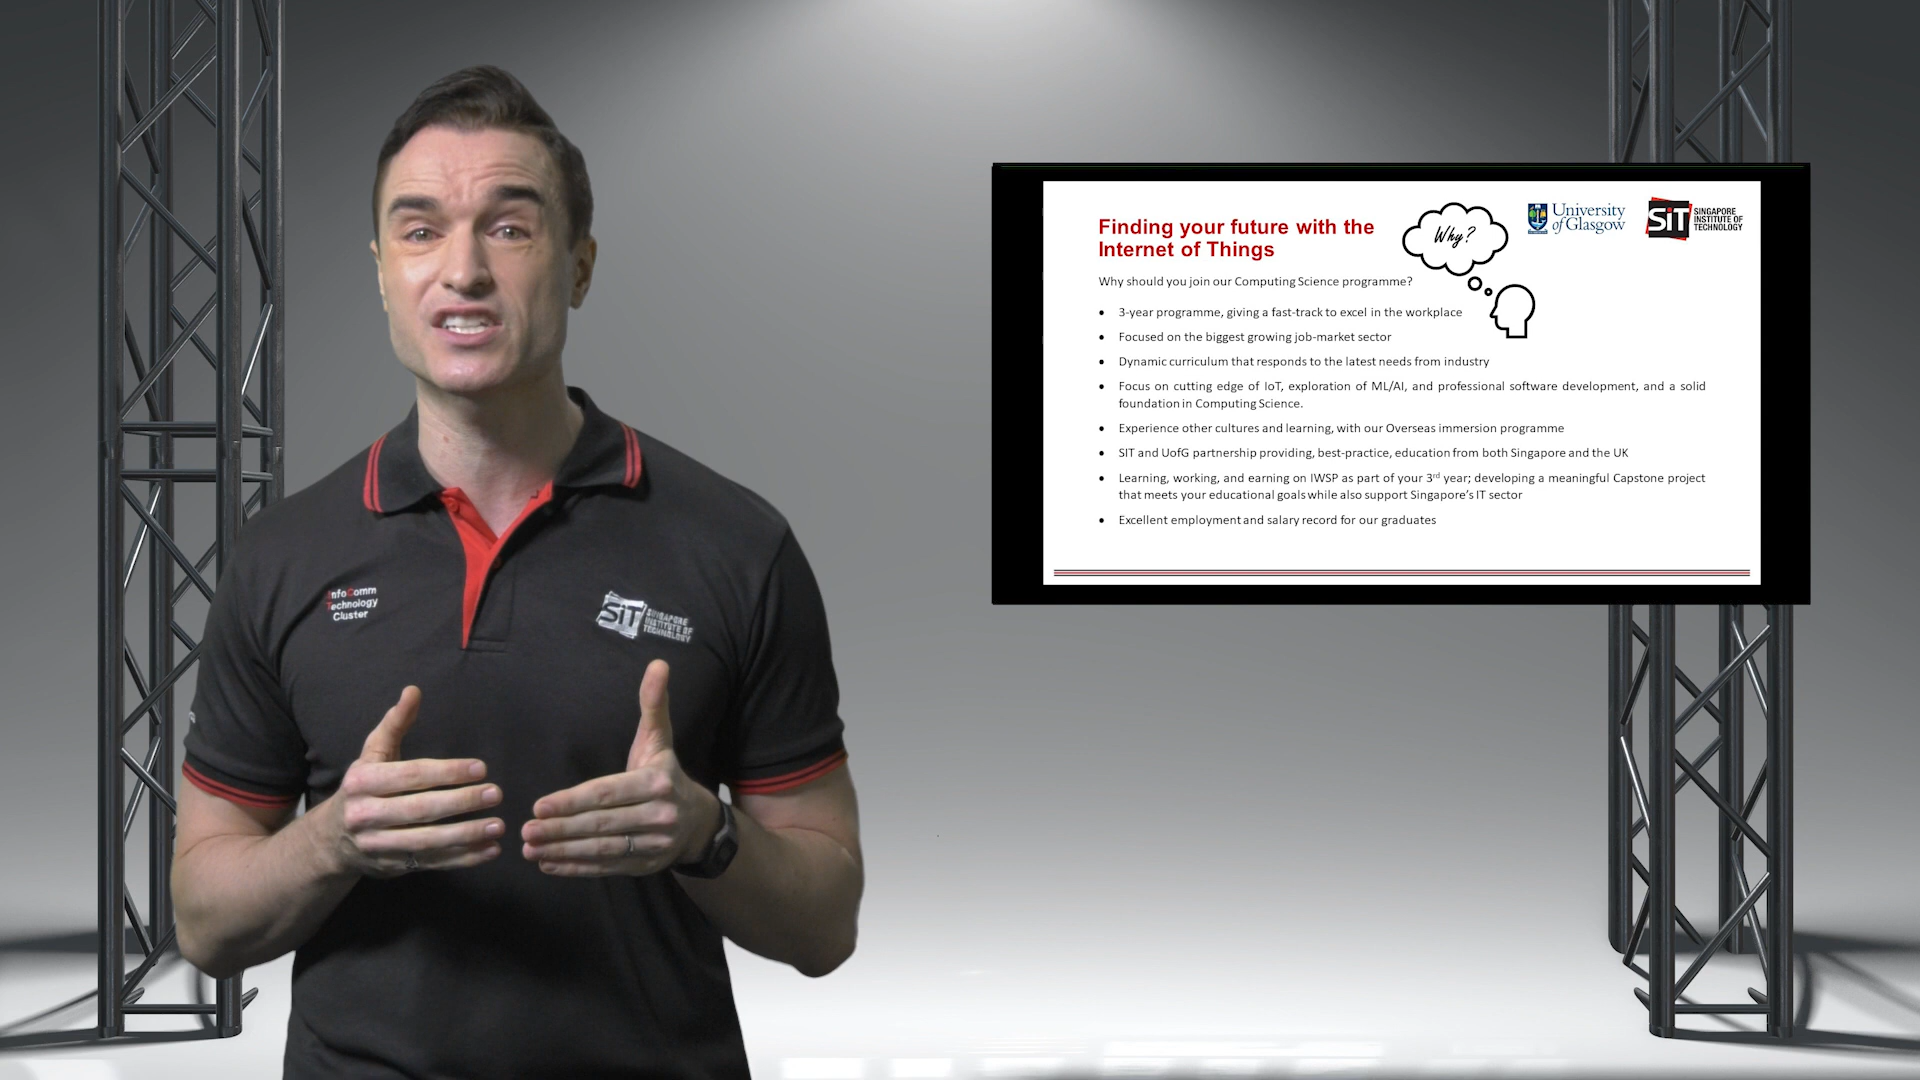 Finding your future with the
Internet of Things
Why?
University
of Glasgow
SiT SINGAPORE
INSTITUTE OF
TECHNOLOGY
Why should you join our Computing Science programme?
• 3-year programme, giving a fast-track to excel in the workplace
• Focused on the biggest growing job-market sector
• Dynamic curriculum that responds to the latest needs from industry
• Focus on cutting edge of IoT, exploration of ML/AI, and professional software development, and a solid
foundation in Computing Science.
• Experience other cultures and learning, with our Overseas immersion programme
• SIT and UofG partnership providing, best-practice, education from both Singapore and the UK
• Learning, working, and earning on IWSP as part of your 3rd year; developing a meaningful Capstone project
that meets your educational goals while also support Singapore's IT sector
• Excellent employment and salary record for our graduates
InfoComm
Technology
Cluster
SiT SINGAPORE
INSTITUTE OF
TECHNOLOGY